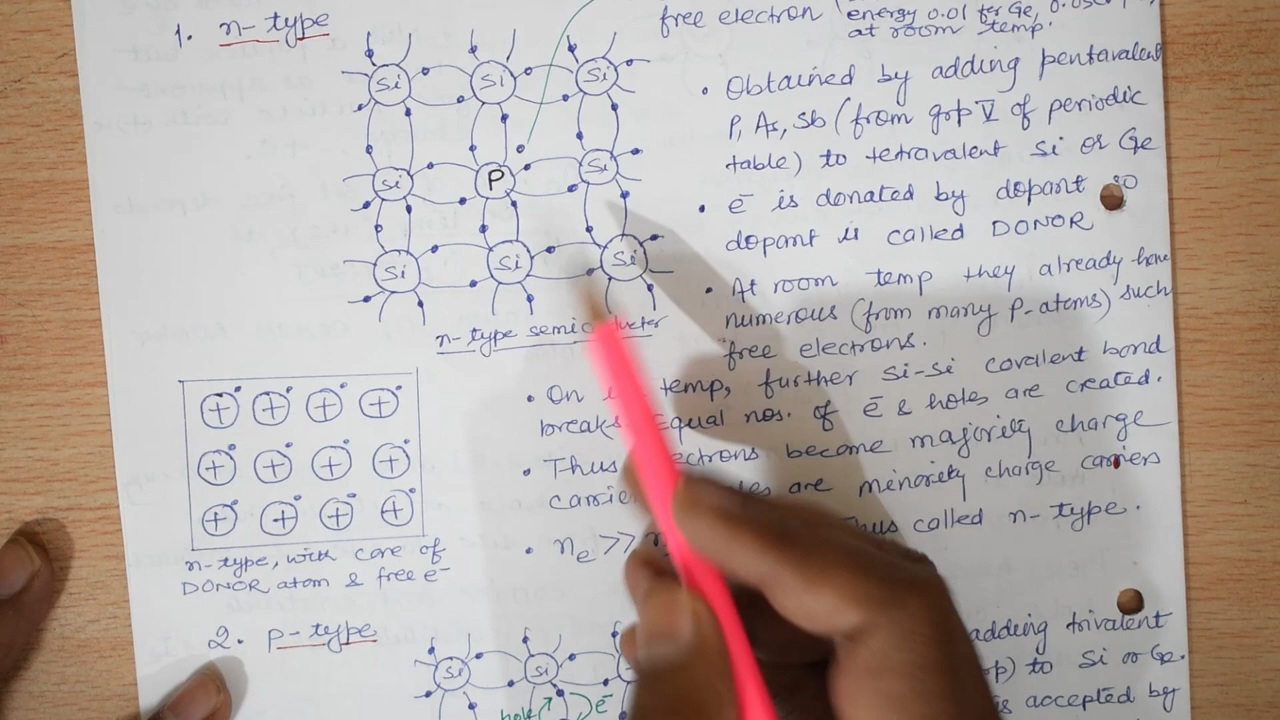 1. n-type
Si Si Si
Si P Si
Si Si Si
n-type semiconductor
free electron (energy 0.01 for Ge, 0.05
at room temp.
• Obtained by adding pentavalent
P, As, Sb (from grp V of periodic
table) to tetravalent Si or Ge
• e⁻ is donated by dopant so
dopant is called DONOR
• At room temp they already have
numerous (from many P-atoms) such
free electrons.
• On temp, further Si-Si covalent bond
breaks. Equal nos. of e⁻ & holes are created.
• Thus electrons become majority charge
carrier are minority charge carriers
• nₑ >> thus called n-type.
+ + + +
+ + + +
+ + + +
n-type, with core of
DONOR atom & free e⁻
2. p-type
Si Si
hole e⁻
adding trivalent
to Si or Ge.
is accepted by